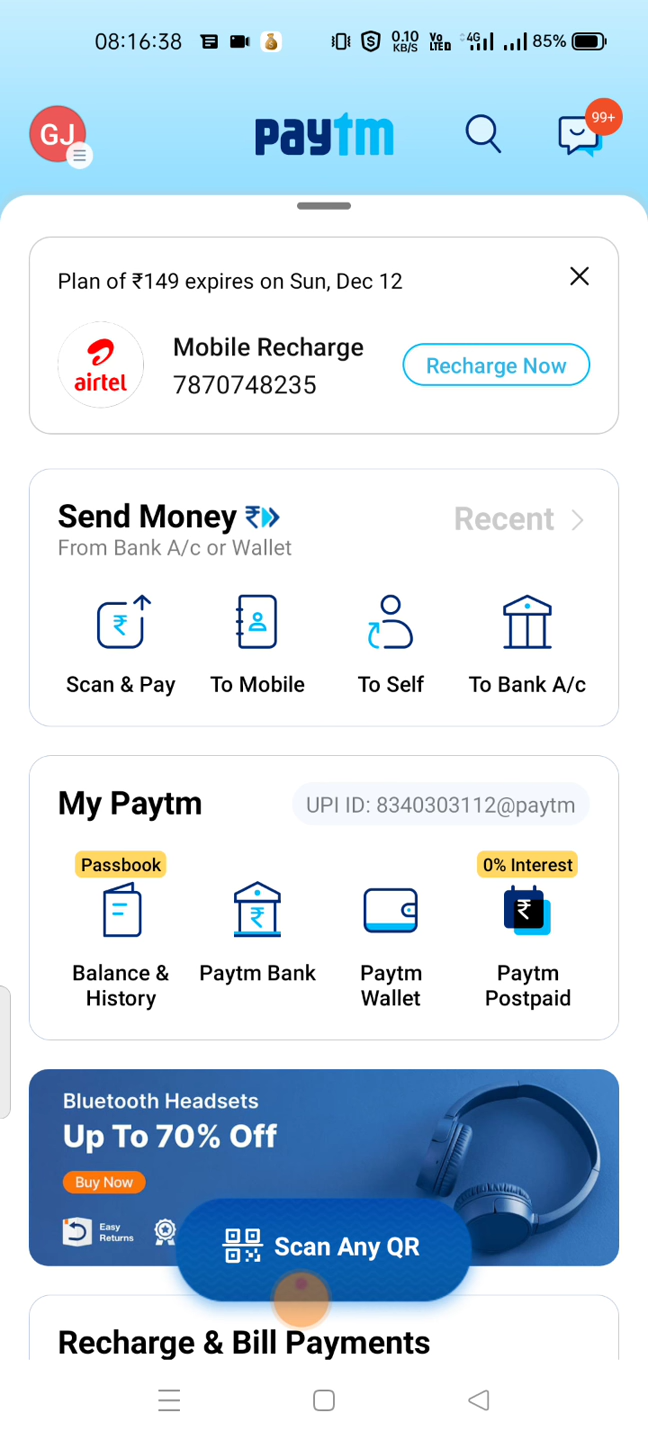 08:16:38
0.10 KB/S
Vo LTED
4G
85%
GJ
paytm
99+
Plan of ₹149 expires on Sun, Dec 12
airtel
Mobile Recharge
7870748235
Recharge Now
Send Money ₹
Recent
From Bank A/c or Wallet
₹
Scan & Pay
To Mobile
To Self
To Bank A/c
My Paytm
UPI ID: 8340303112@paytm
Passbook
0% Interest
₹
₹
Balance & History
Paytm Bank
Paytm Wallet
Paytm Postpaid
Bluetooth Headsets
Up To 70% Off
Buy Now
Easy Returns
Scan Any QR
Recharge & Bill Payments